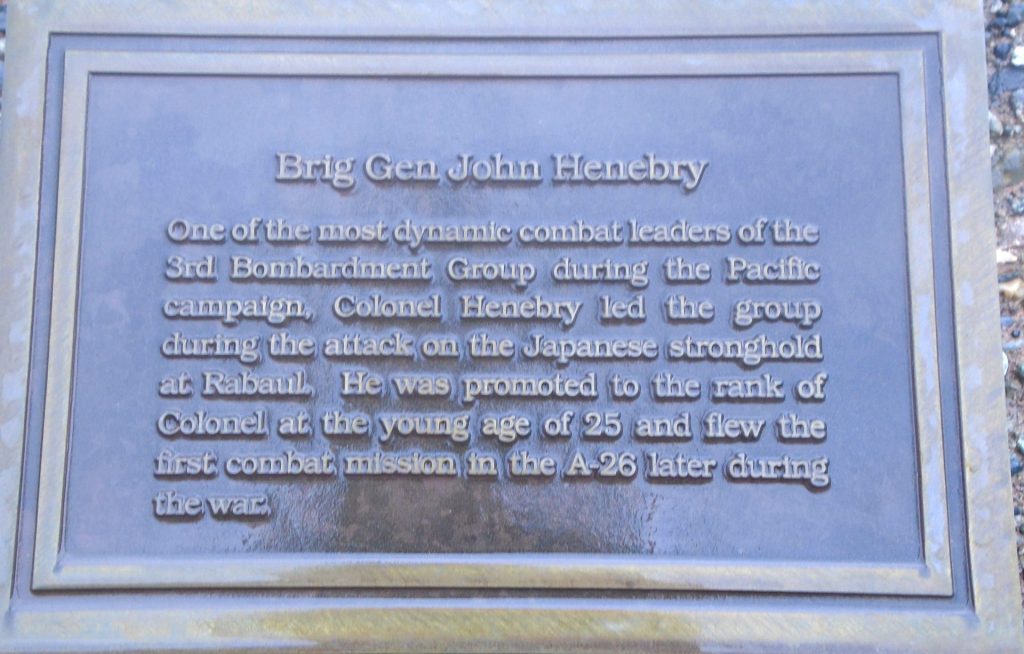 Brig Gen John Henebry
One of the most dynamic combat leaders of the
3rd Bombardment Group during the Pacific
campaign, Colonel Henebry led the group
during the attack on the Japanese stronghold
at Rabaul. He was promoted to the rank of
Colonel at the young age of 25 and flew the
first combat mission in the A-26 later during
the war.